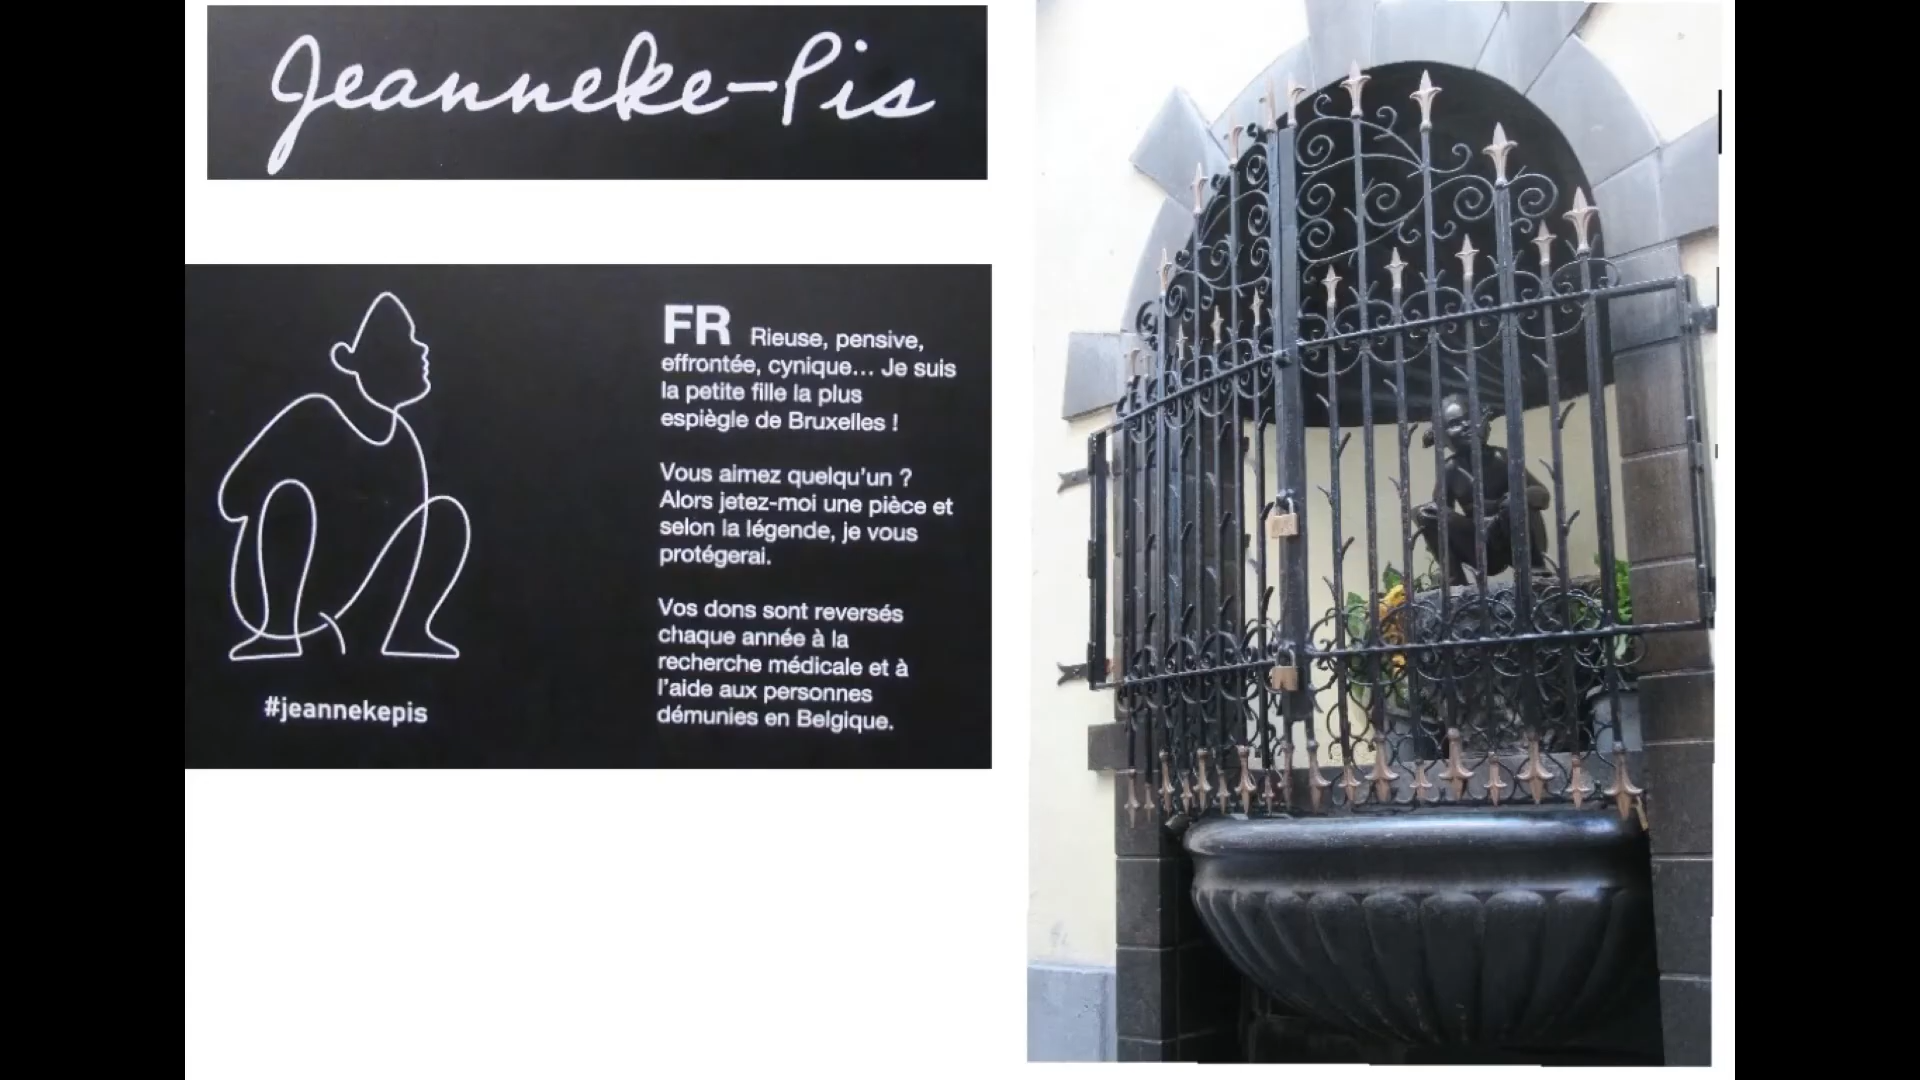 Jeanneke-Pis
FR Rieuse, pensive,
effrontée, cynique... Je suis
la petite fille la plus
espiègle de Bruxelles !
Vous aimez quelqu'un ?
Alors jetez-moi une pièce et
selon la légende, je vous
protégerai.
Vos dons sont reversés
chaque année à la
recherche médicale et à
l'aide aux personnes
démunies en Belgique.
#jeannekepis